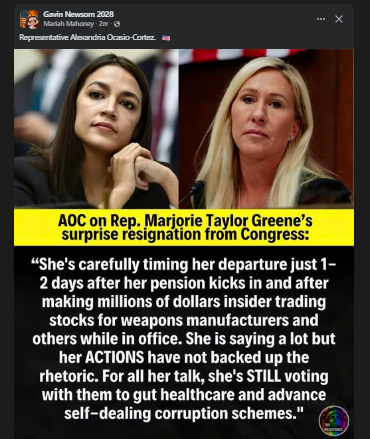 Gavin Newsom 2028
Mariah Mahoney · 2m ·
Representative Alexandria Ocasio-Cortez.
AOC on Rep. Marjorie Taylor Greene's
surprise resignation from Congress:
“She's carefully timing her departure just 1–
2 days after her pension kicks in and after
making millions of dollars insider trading
stocks for weapons manufacturers and
others while in office. She is saying a lot but
her ACTIONS have not backed up the
rhetoric. For all her talk, she's STILL voting
with them to gut healthcare and advance
self-dealing corruption schemes."